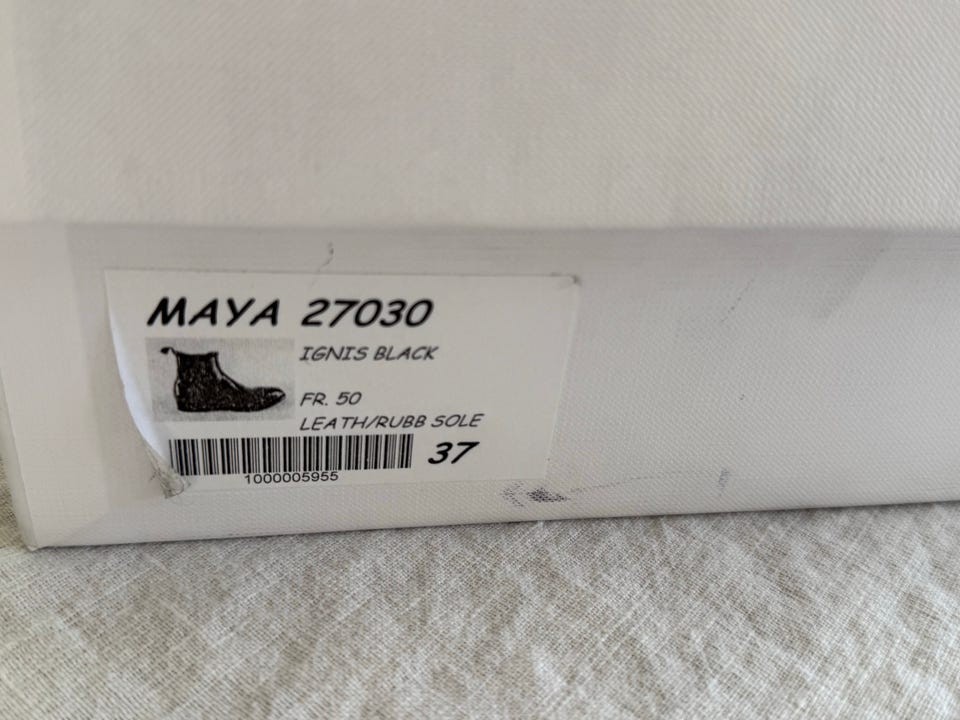 MAYA 27030
IGNIS BLACK
FR. 50
LEATH/RUBB SOLE
37
1000005955